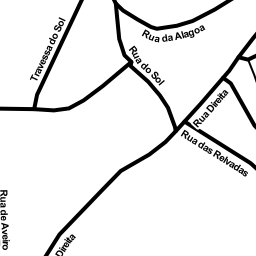 Travessa do Sol
Rua da Alagoa
Rua do Sol
Rua Direita
Rua das Relvadas
Rua de Aveiro
Direita